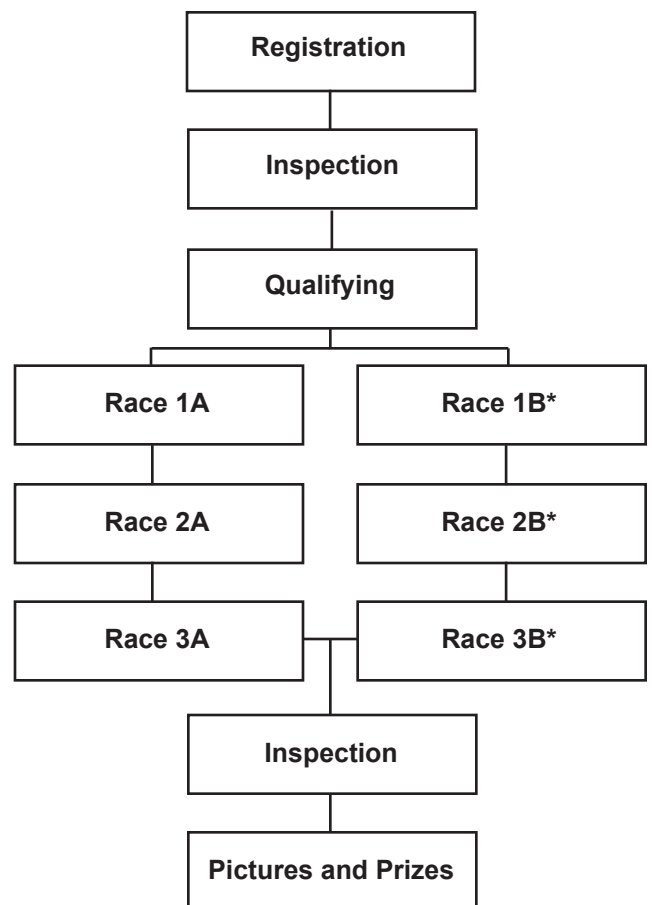 Registration
Inspection
Qualifying
Race 1A
Race 1B*
Race 2A
Race 2B*
Race 3A
Race 3B*
Inspection
Pictures and Prizes